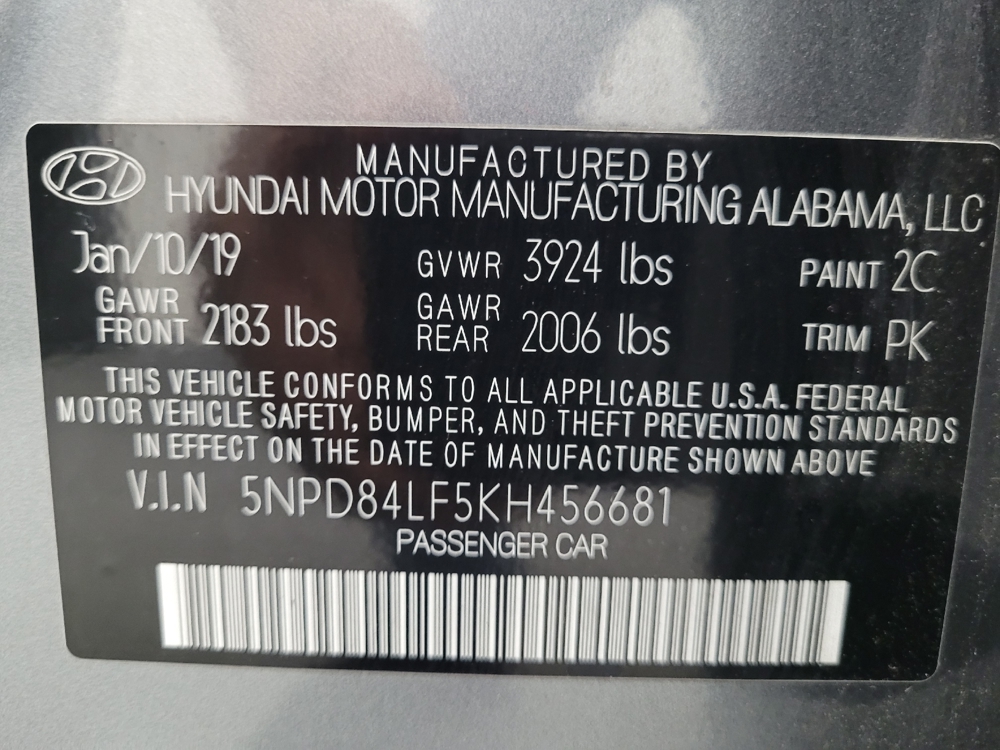 MANUFACTURED BY
HYUNDAI MOTOR MANUFACTURING ALABAMA, LLC
Jan/10/19 GVWR 3924 lbs PAINT 2C
GAWR FRONT 2183 lbs GAWR REAR 2006 lbs TRIM PK
THIS VEHICLE CONFORMS TO ALL APPLICABLE U.S.A. FEDERAL
MOTOR VEHICLE SAFETY, BUMPER, AND THEFT PREVENTION STANDARDS
IN EFFECT ON THE DATE OF MANUFACTURE SHOWN ABOVE
V.I.N 5NPD84LF5KH456681
PASSENGER CAR